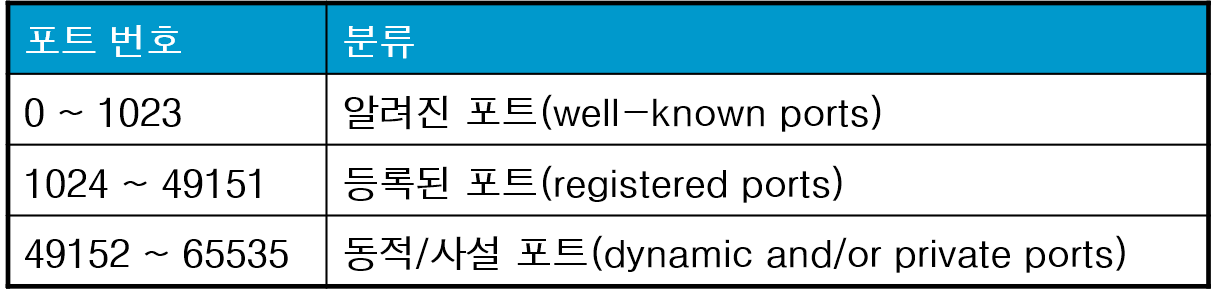 포트 번호 분류
0 ~ 1023 알려진 포트(well-known ports)
1024 ~ 49151 등록된 포트(registered ports)
49152 ~ 65535 동적/사설 포트(dynamic and/or private ports)